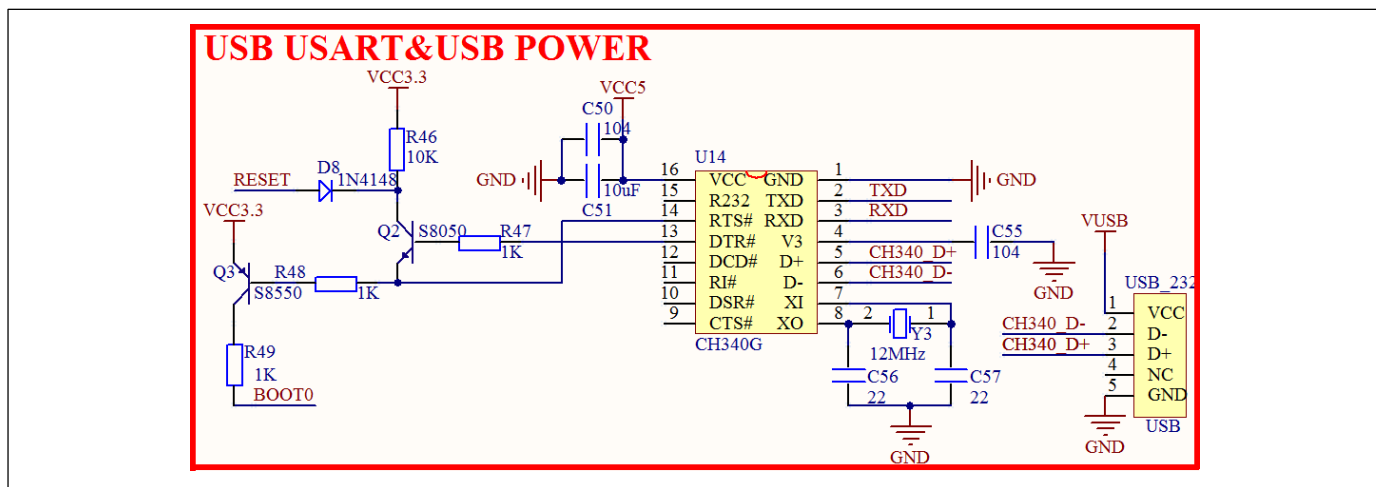 USB USART&USB POWER
VCC3.3
VCC5
C50
104
R46
10K
U14
D8
1N4148
RESET
GND
10uF
C51
16 VCC GND 1
GND
15 R232 TXD 2 TXD
14 RTS# RXD 3 RXD
13 DTR# V3 4
12 DCD# D+ 5 CH340_D+
11 RI# D- 6 CH340_D-
10 DSR# XI 7
9 CTS# XO 8
CH340G
VCC3.3
Q2
S8050
R47
1K
C55
104
GND
VUSB
Q3
S8550
R48
1K
USB_232
1 VCC
CH340_D- 2 D-
CH340_D+ 3 D+
4 NC
5 GND
USB
GND
2 1
Y3
12MHz
R49
1K
BOOT0
C56
22
C57
22
GND